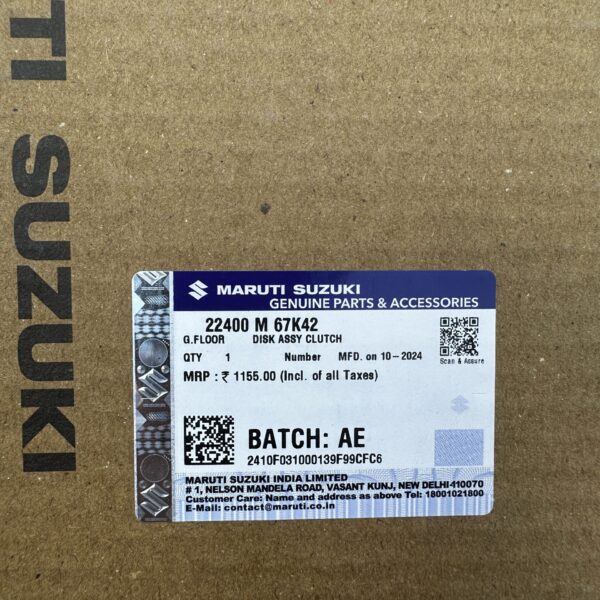 TI SUZUKI
MARUTI SUZUKI
GENUINE PARTS & ACCESSORIES
22400 M 67K42
G.FLOOR DISK ASSY CLUTCH
QTY 1 Number MFD. on 10-2024
MRP : ₹ 1155.00 (Incl. of all Taxes)
Scan & Assure
BATCH: AE
2410F031000139F99CFC6
MARUTI SUZUKI INDIA LIMITED
# 1, NELSON MANDELA ROAD, VASANT KUNJ, NEW DELHI-110070
Customer Care: Name and address as above Tel: 18001021800
E-Mail: contact@maruti.co.in